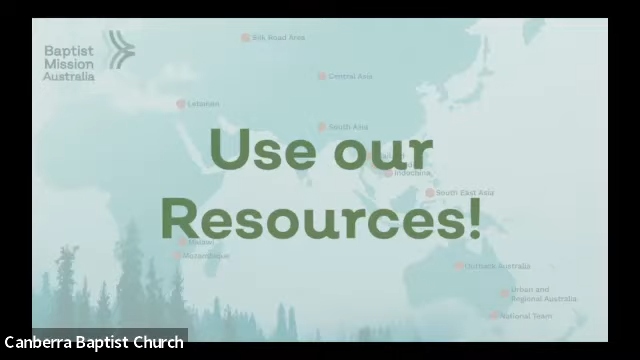 Baptist
Mission
Australia
Silk Road Area
Central Asia
Lebanon
South Asia
Use our
Indochina
South East Asia
Resources!
Malawi
Mozambique
Outback Australia
Urban and
Regional Australia
National Team
Canberra Baptist Church